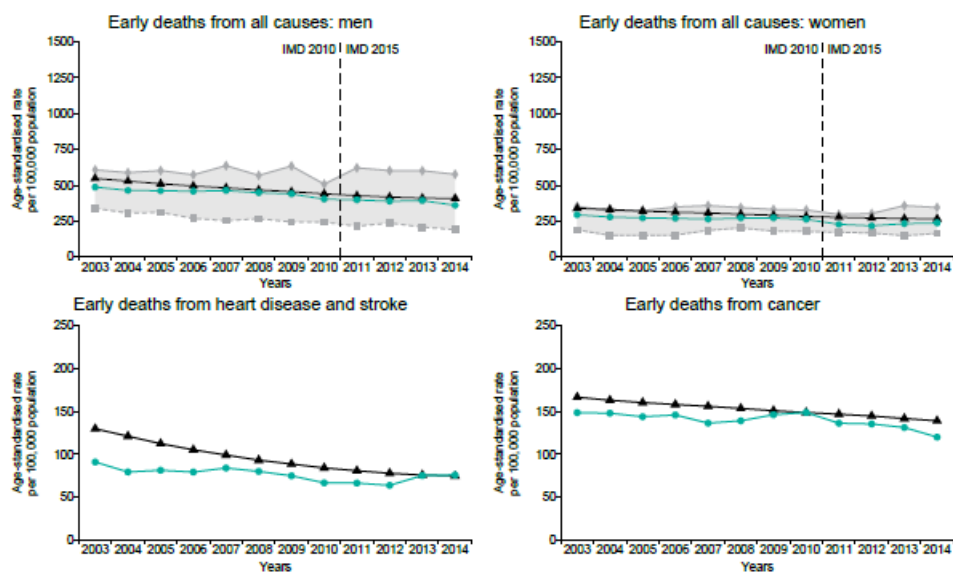 Early deaths from all causes: men
1500
1250
1000
750
500
250
0
Age-standardised rate
per 100,000 population
IMD 2010
IMD 2015
2003 2004 2005 2006 2007 2008 2009 2010 2011 2012 2013 2014
Years
Early deaths from all causes: women
1500
1250
1000
750
500
250
0
Age-standardised rate
per 100,000 population
IMD 2010
IMD 2015
2003 2004 2005 2006 2007 2008 2009 2010 2011 2012 2013 2014
Years
Early deaths from heart disease and stroke
250
200
150
100
50
0
Age-standardised rate
per 100,000 population
2003 2004 2005 2006 2007 2008 2009 2010 2011 2012 2013 2014
Years
Early deaths from cancer
250
200
150
100
50
0
Age-standardised rate
per 100,000 population
2003 2004 2005 2006 2007 2008 2009 2010 2011 2012 2013 2014
Years